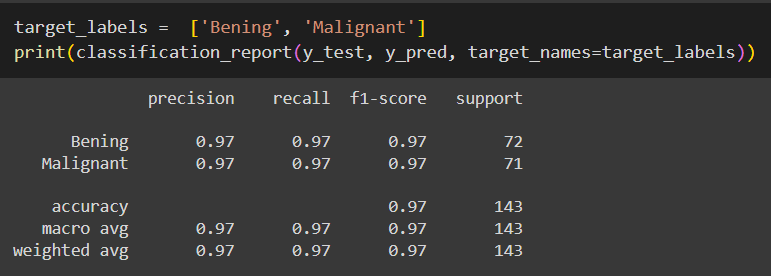 target_labels =  ['Bening', 'Malignant']
print(classification_report(y_test, y_pred, target_names=target_labels))
precision recall f1-score support
Bening 0.97 0.97 0.97 72
Malignant 0.97 0.97 0.97 71
accuracy 0.97 143
macro avg 0.97 0.97 0.97 143
weighted avg 0.97 0.97 0.97 143